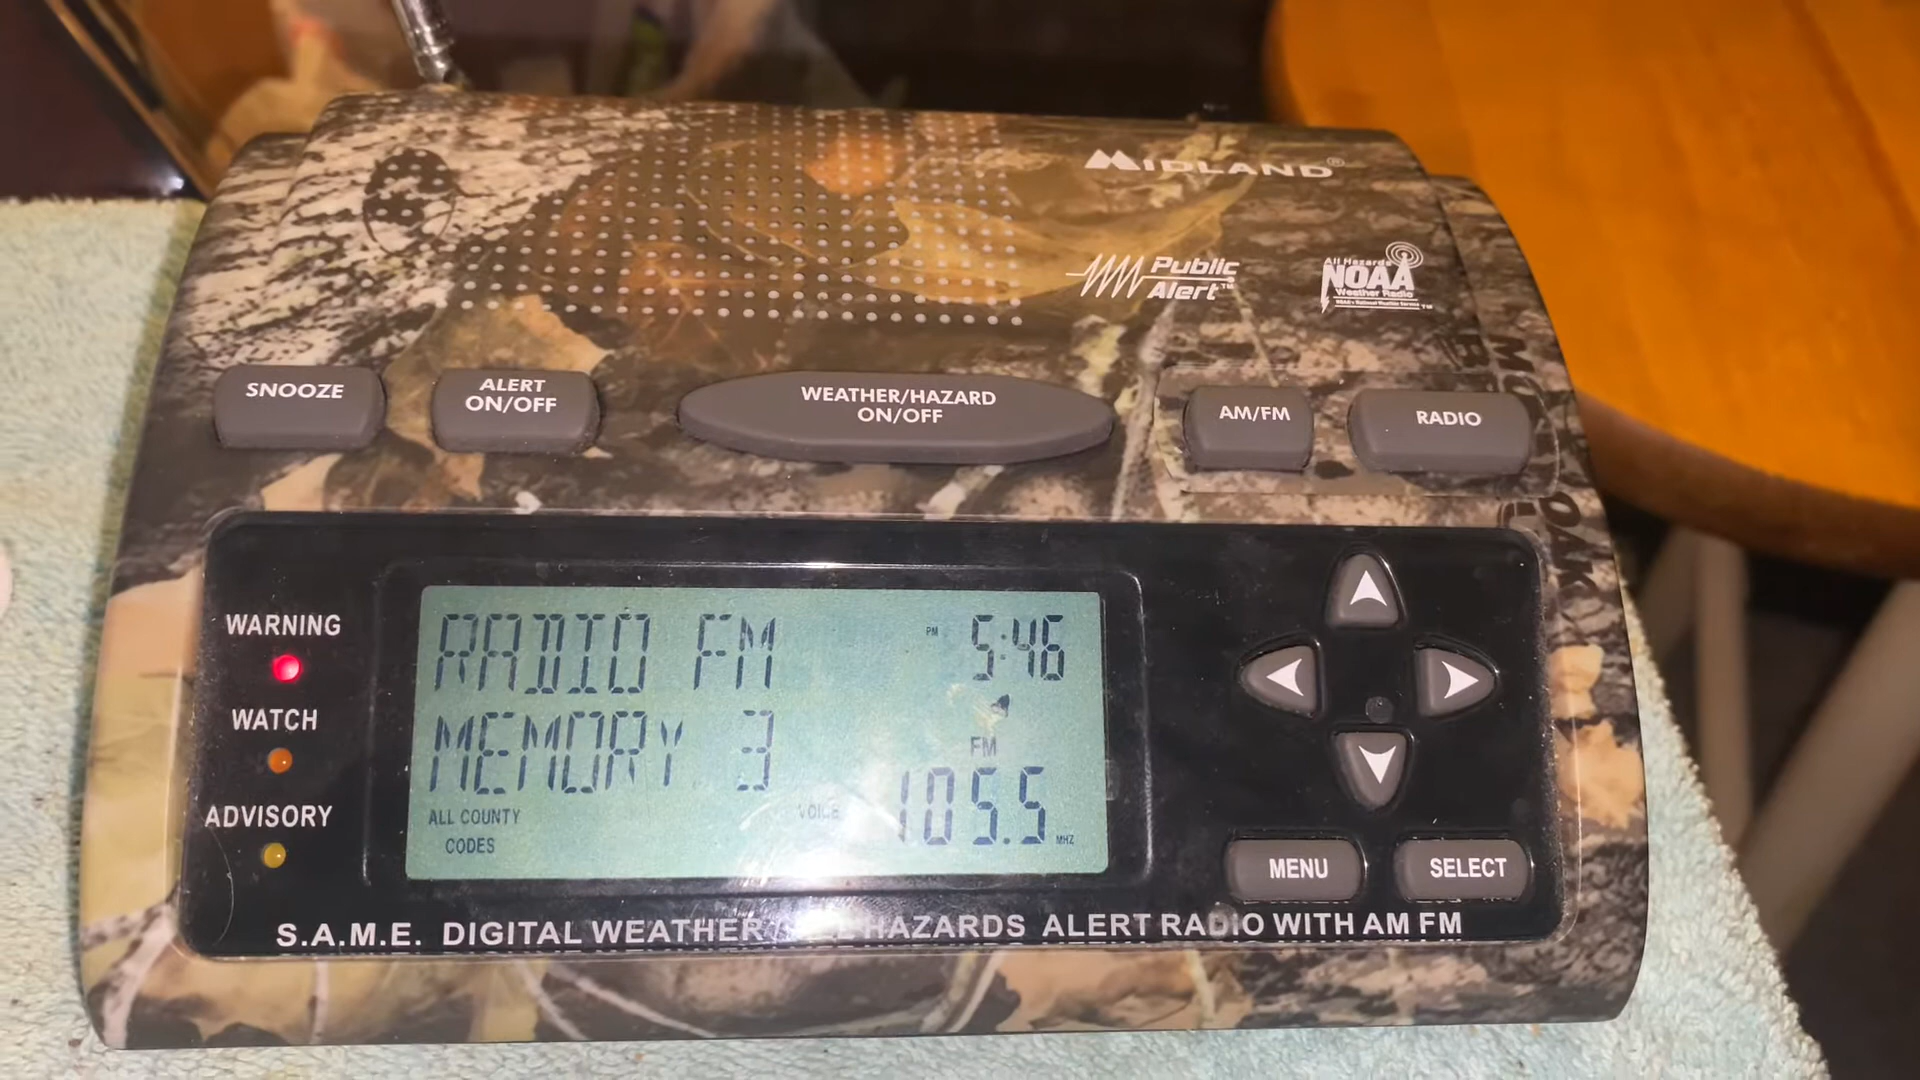 MIDLAND®
Public
Alert™
All Hazards
NOAA
Weather Radio
™
SNOOZE
ALERT
ON/OFF
WEATHER/HAZARD
ON/OFF
AM/FM
RADIO
WARNING
WATCH
ADVISORY
RADIO FM
PM 5:46
MEMORY 3
FM
105.5 MHZ
ALL COUNTY
CODES
VOICE
MENU
SELECT
S.A.M.E. DIGITAL WEATHER/ HAZARDS ALERT RADIO WITH AM FM